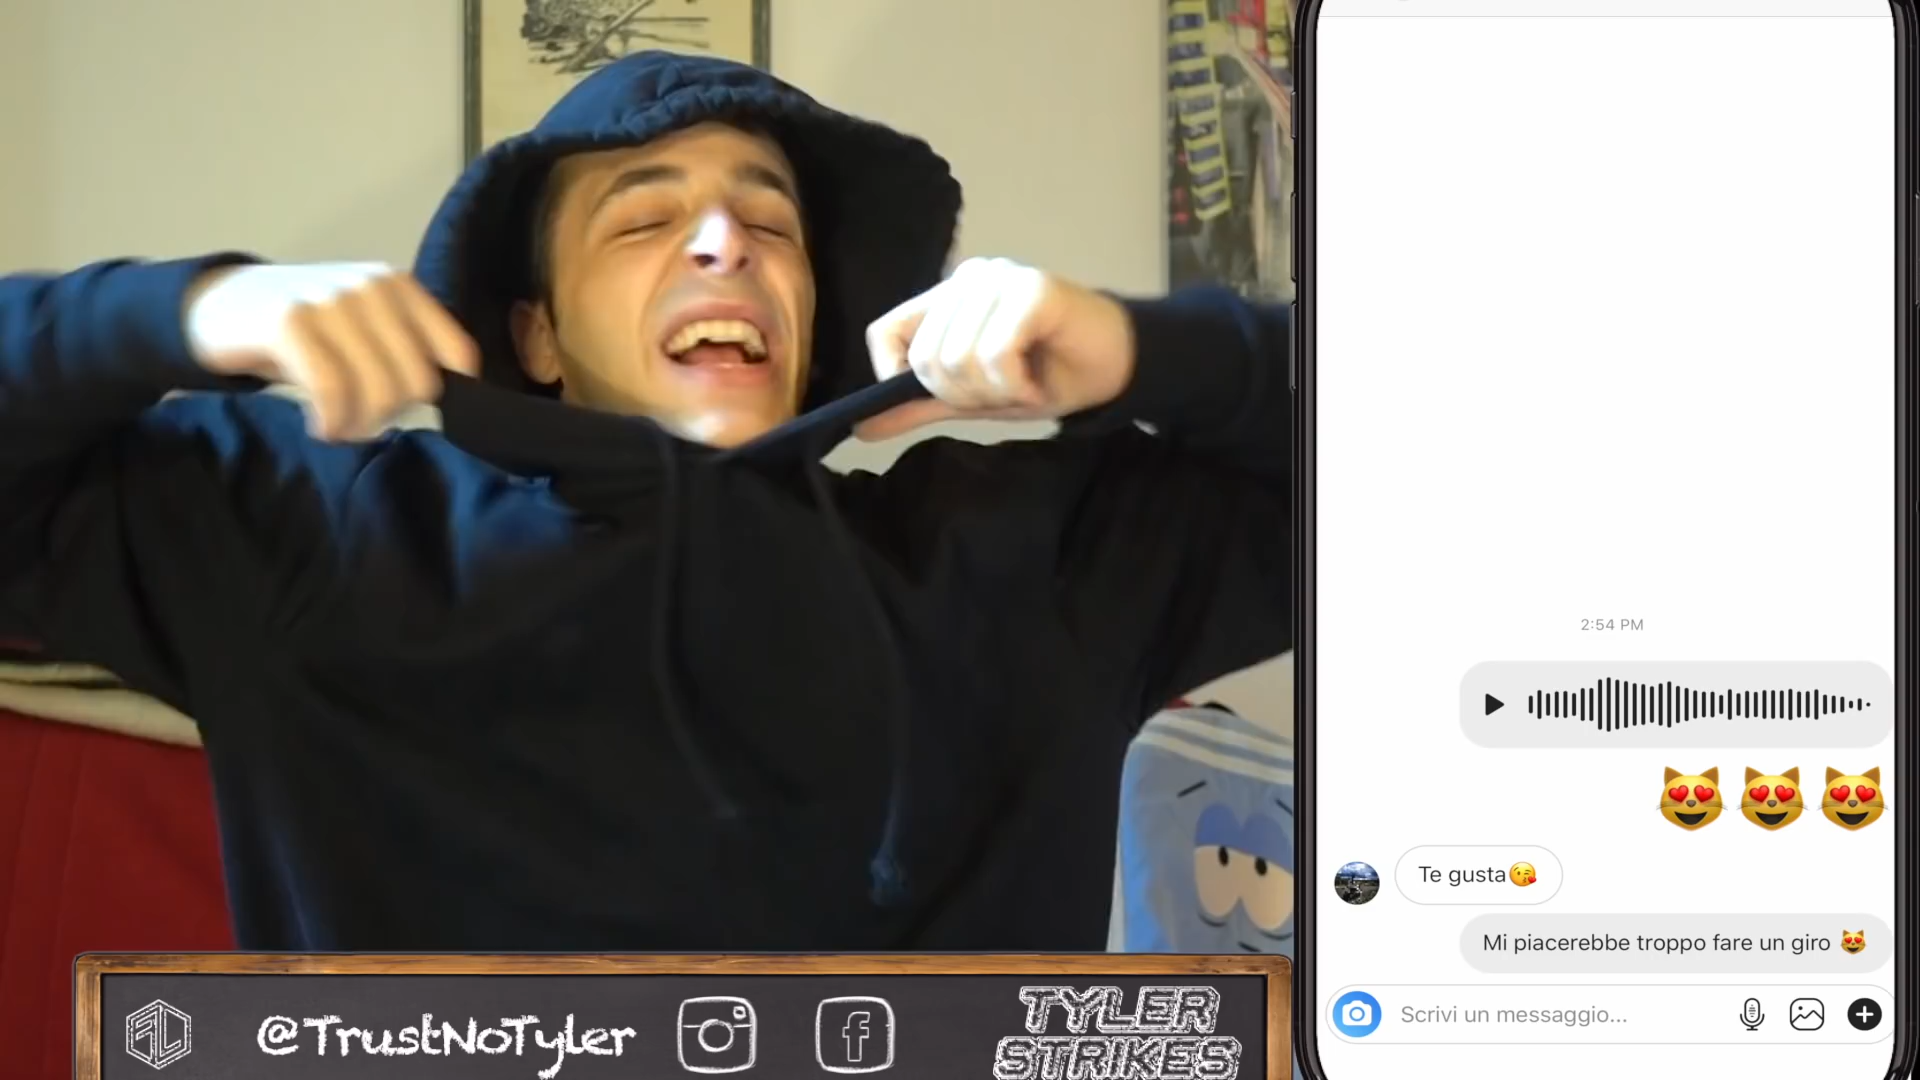 2:54 PM
😻😻😻
Te gusta😘
Mi piacerebbe troppo fare un giro 😻
Scrivi un messaggio...
@TrustNoTyler
TYLER
STRIKES